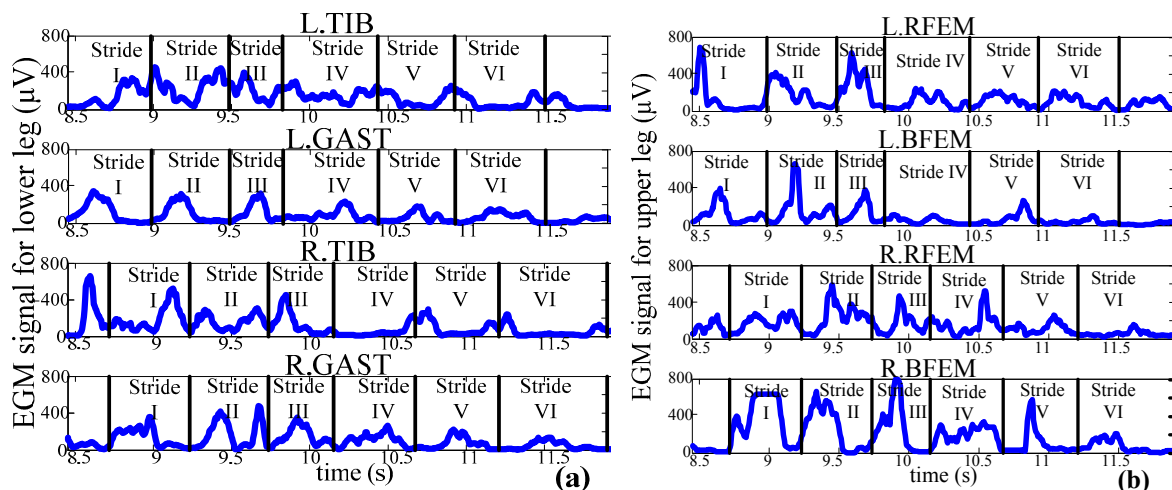 EGM signal for lower leg (µV)
L.TIB
800
400
0
Stride I
Stride II
Stride III
Stride IV
Stride V
Stride VI
8.5 9 9.5 10 10.5 11 11.5
L.GAST
800
400
0
Stride I
Stride II
Stride III
Stride IV
Stride V
Stride VI
8.5 9 9.5 10 10.5 11 11.5
R.TIB
800
400
0
Stride I
Stride II
Stride III
Stride IV
Stride V
Stride VI
8.5 9 9.5 10 10.5 11 11.5
R.GAST
800
400
0
Stride I
Stride II
Stride III
Stride IV
Stride V
Stride VI
8.5 9 9.5 10 10.5 11 11.5
time (s)
(a)
EGM signal for upper leg (µV)
L.RFEM
800
400
0
Stride I
Stride II
Stride III
Stride IV
Stride V
Stride VI
8.5 9 9.5 10 10.5 11 11.5
L.BFEM
800
400
0
Stride I
Stride II
Stride III
Stride IV
Stride V
Stride VI
8.5 9 9.5 10 10.5 11 11.5
R.RFEM
800
400
0
Stride I
Stride II
Stride III
Stride IV
Stride V
Stride VI
8.5 9 9.5 10 10.5 11 11.5
R.BFEM
800
400
0
Stride I
Stride II
Stride III
Stride IV
Stride V
Stride VI
8.5 9 9.5 10 10.5 11 11.5
time (s)
(b)